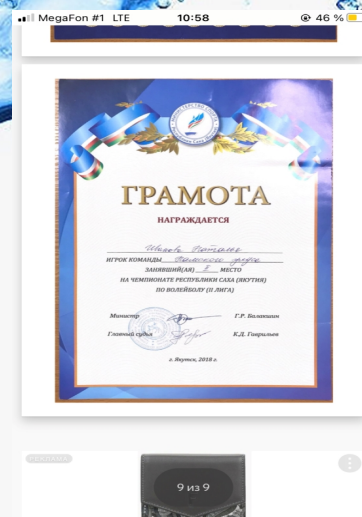 MegaFon #1 LTE 10:58 46 %
ГРАМОТА
НАГРАЖДАЕТСЯ
ИГРОК КОМАНДЫ
ЗАНЯВШИЙ(АЯ) МЕСТО
НА ЧЕМПИОНАТЕ РЕСПУБЛИКИ САХА (ЯКУТИЯ)
ПО ВОЛЕЙБОЛУ (II ЛИГА)
Министр Г.Р. Балакшин
Главный судья К.Д. Гаврильев
г. Якутск, 2018 г.
9 из 9